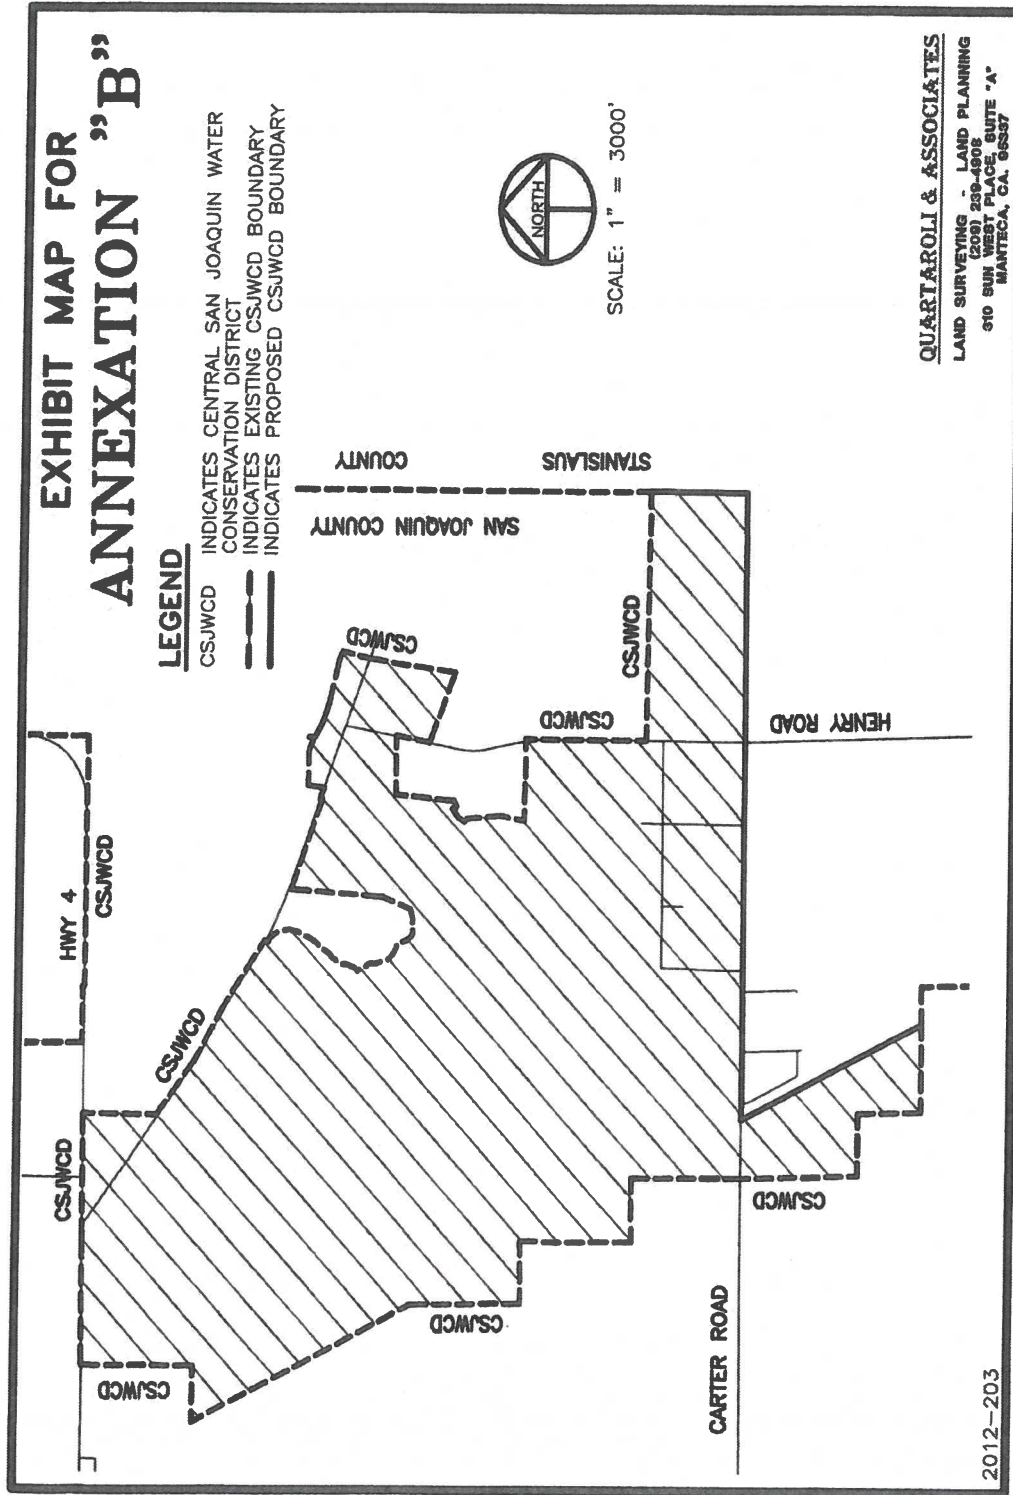 EXHIBIT MAP FOR
ANNEXATION "B"
LEGEND
CSJWCD INDICATES CENTRAL SAN JOAQUIN WATER
CONSERVATION DISTRICT
INDICATES EXISTING CSJWCD BOUNDARY
INDICATES PROPOSED CSJWCD BOUNDARY
NORTH
SCALE: 1" = 3000'
HWY 4
CSJWCD
CSJWCD
CSJWCD
CSJWCD
CSJWCD
CSJWCD
CSJWCD
CSJWCD
CSJWCD
STANISLAUS COUNTY
SAN JOAQUIN COUNTY
HENRY ROAD
CARTER ROAD
2012-203
QUARTAROLI & ASSOCIATES
LAND SURVEYING - LAND PLANNING
(209) 239-4908
310 SUN WEST PLACE, SUITE "A"
MANTECA, CA. 95337